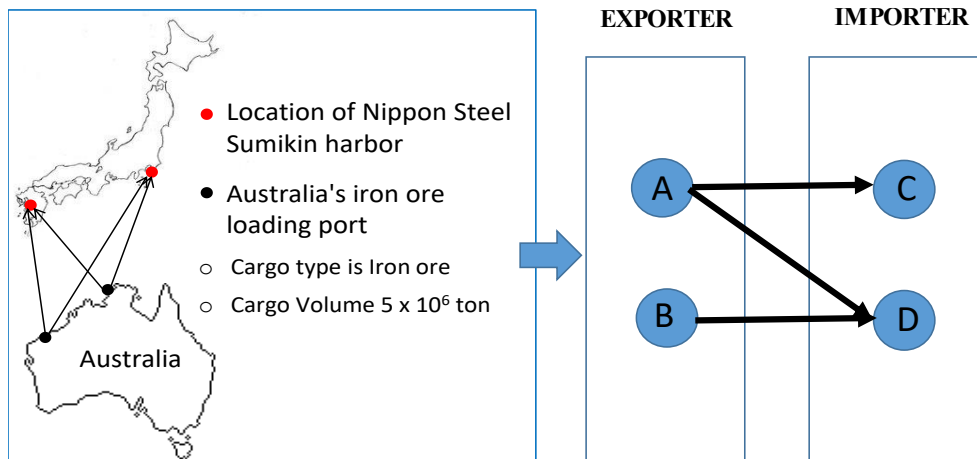 Location of Nippon Steel
Sumikin harbor
Australia's iron ore
loading port
Cargo type is Iron ore
Cargo Volume 5 x 10⁶ ton
Australia
EXPORTER
IMPORTER
A
C
B
D